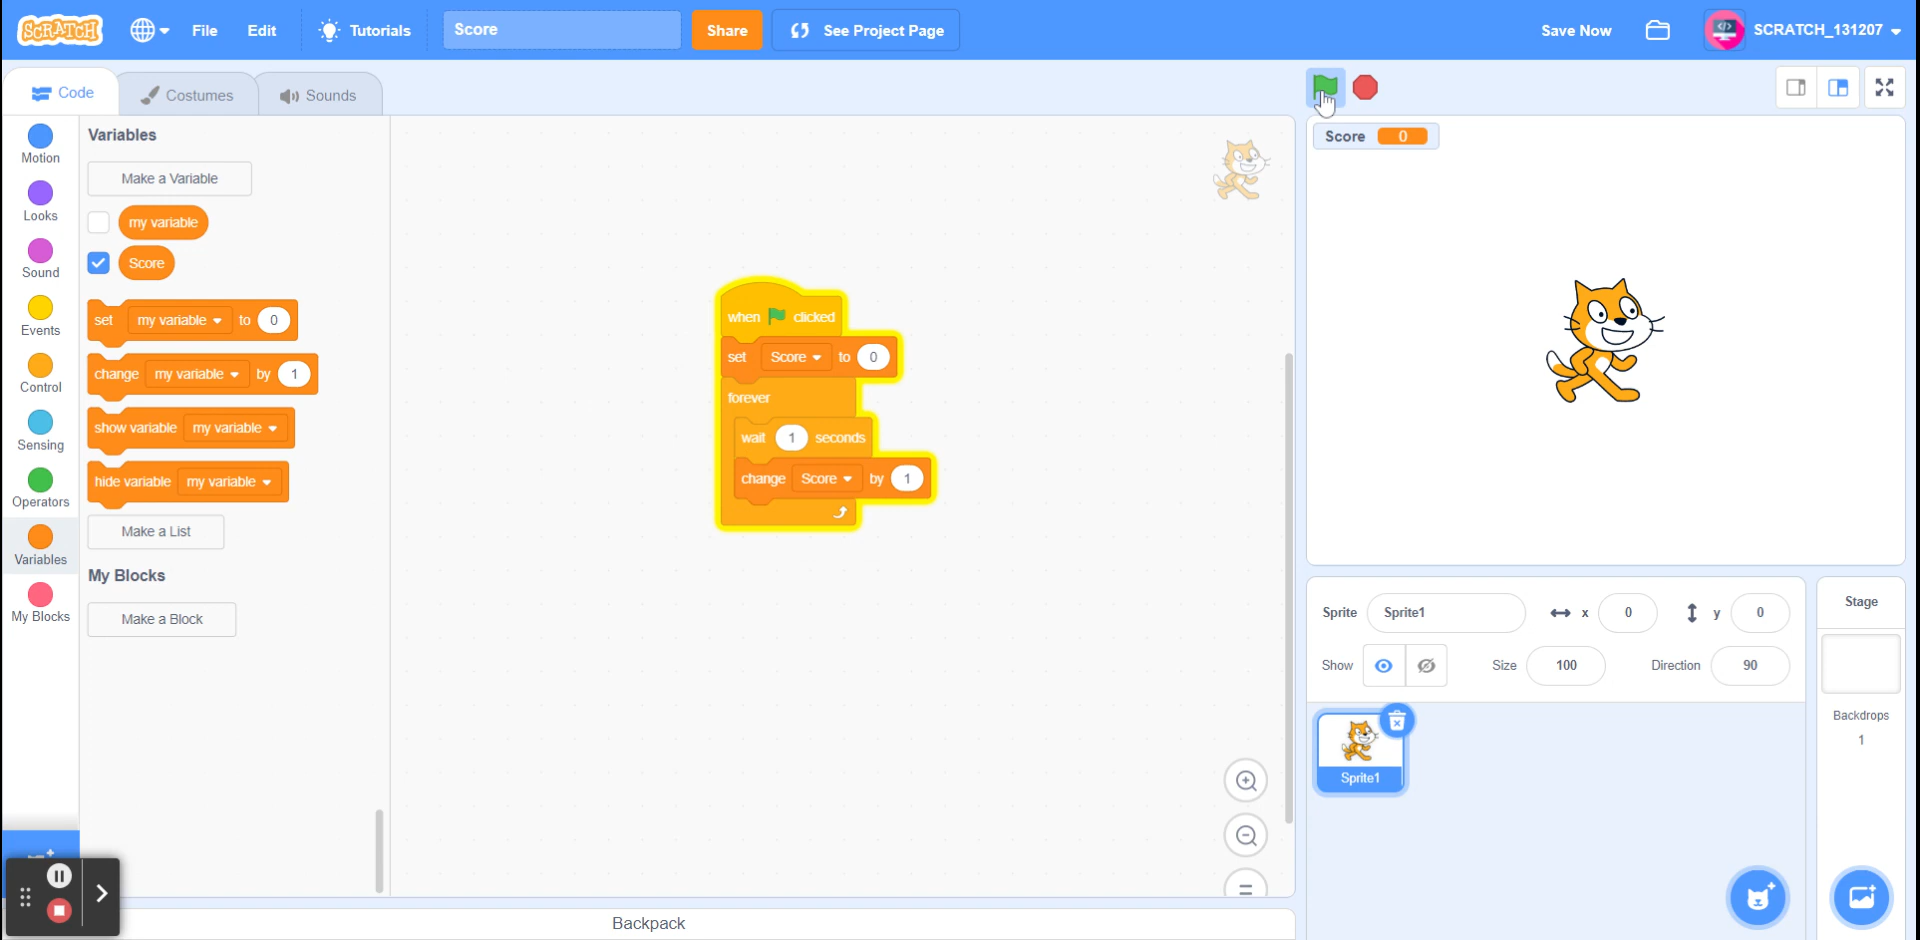 SCRATCH
File
Edit
Tutorials
Score
Share
See Project Page
Save Now
SCRATCH_131207
Code
Costumes
Sounds
Motion
Looks
Sound
Events
Control
Sensing
Operators
Variables
My Blocks
Variables
Make a Variable
my variable
Score
set my variable to 0
change my variable by 1
show variable my variable
hide variable my variable
Make a List
My Blocks
Make a Block
when clicked
set Score to 0
forever
wait 1 seconds
change Score by 1
Backpack
Score 0
Sprite Sprite1 x 0 y 0
Show Size 100 Direction 90
Sprite1
Stage
Backdrops
1